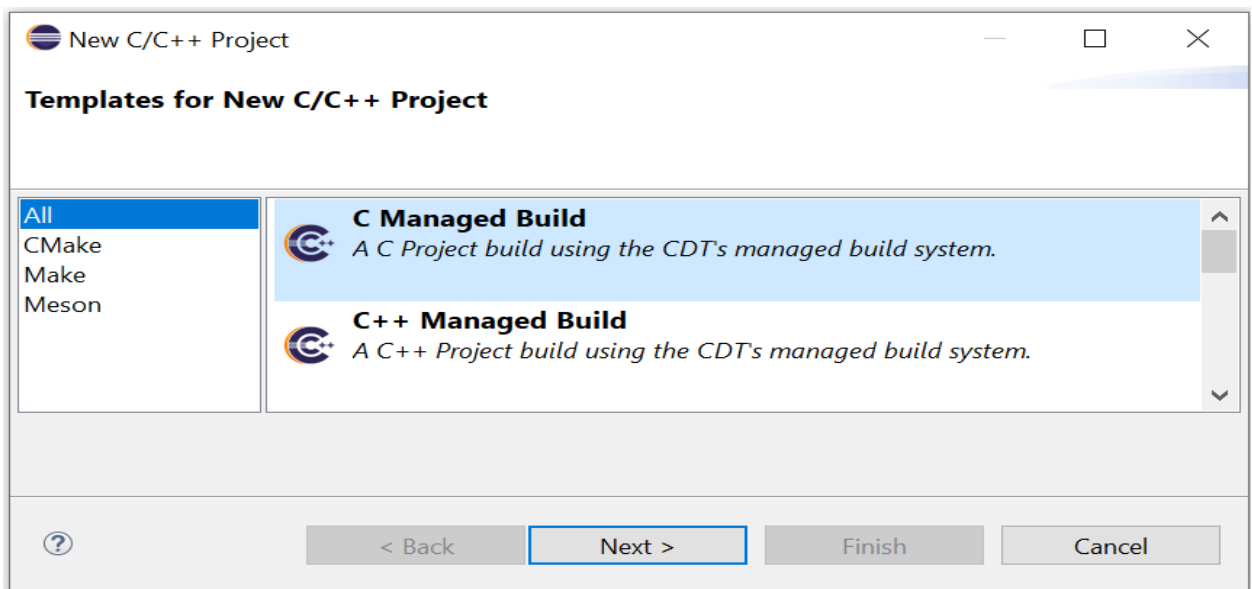 New C/C++ Project
Templates for New C/C++ Project
All
CMake
Make
Meson
C Managed Build
A C Project build using the CDT's managed build system.
C++ Managed Build
A C++ Project build using the CDT's managed build system.
?
< Back
Next >
Finish
Cancel